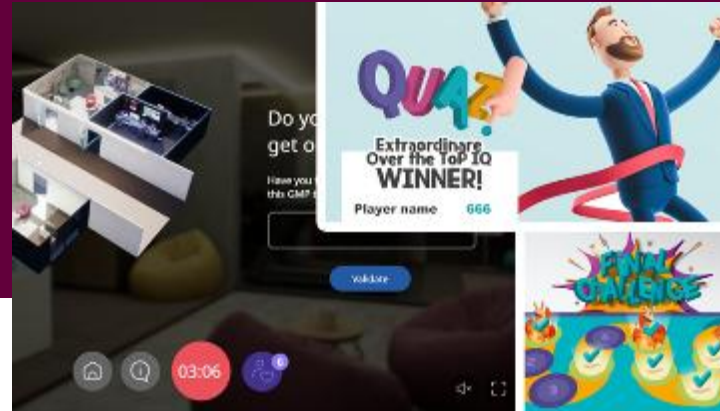 Do yo
get o
Have you
this GMP
Validate
03:06
6
QUAZ!
Extraordinare
Over the ToP IQ
WINNER!
Player name 666
FINAL
CHALLENGE